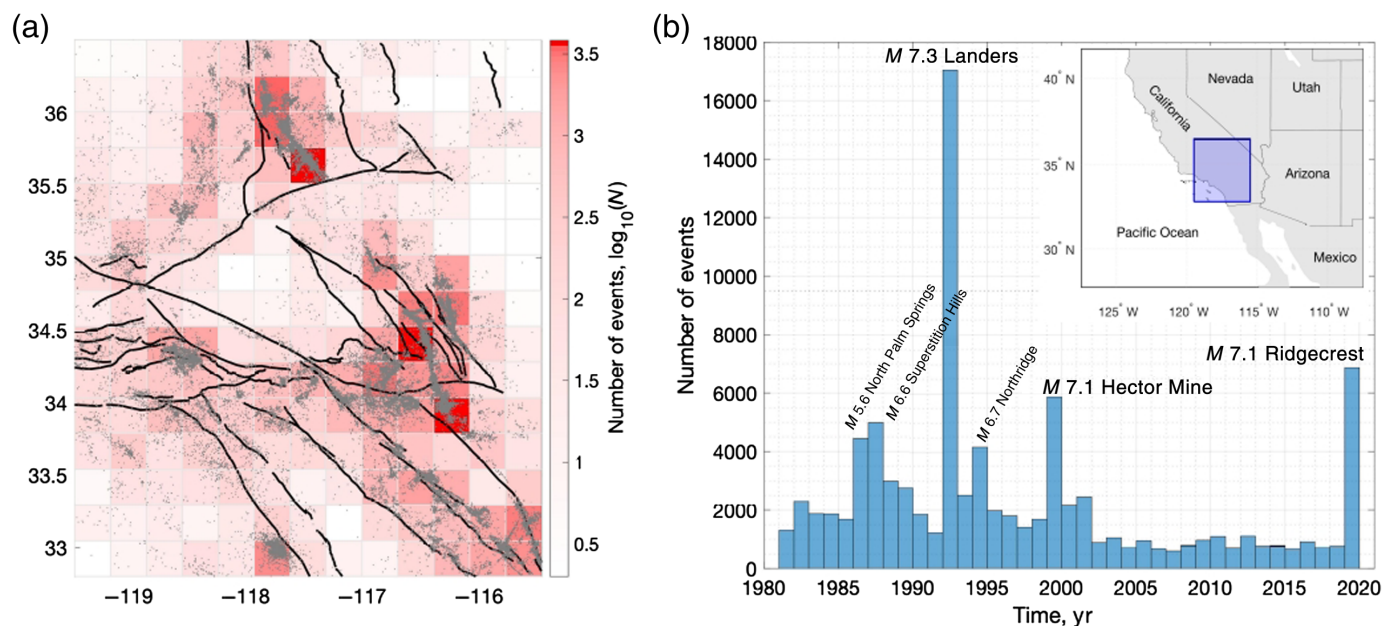 (a)
36
35.5
35
34.5
34
33.5
33
−119
−118
−117
−116
3.5
3
2.5
2
1.5
1
0.5
Number of events, log10(N)
(b)
18000
16000
14000
12000
10000
8000
6000
4000
2000
0
Number of events
1980
1985
1990
1995
2000
2005
2010
2015
2020
Time, yr
M 5.6 North Palm Springs
M 6.6 Superstition Hills
M 7.3 Landers
M 6.7 Northridge
M 7.1 Hector Mine
M 7.1 Ridgecrest
40° N
35° N
30° N
125° W
120° W
115° W
110° W
Nevada
Utah
California
Arizona
Pacific Ocean
Mexico